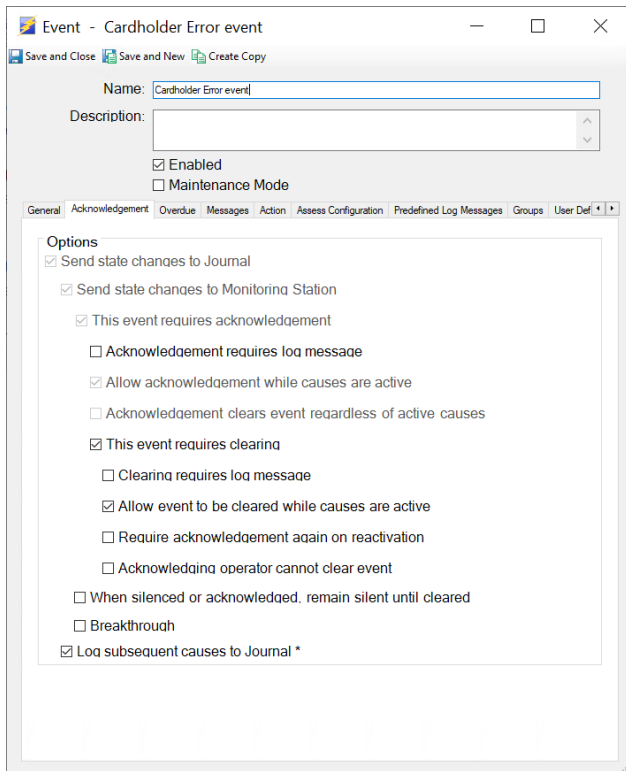 Event - Cardholder Error event
Save and Close Save and New Create Copy
Name: Cardholder Error event
Description:
Enabled
Maintenance Mode
General Acknowledgement Overdue Messages Action Assess Configuration Predefined Log Messages Groups User Def
Options
Send state changes to Journal
Send state changes to Monitoring Station
This event requires acknowledgement
Acknowledgement requires log message
Allow acknowledgement while causes are active
Acknowledgement clears event regardless of active causes
This event requires clearing
Clearing requires log message
Allow event to be cleared while causes are active
Require acknowledgement again on reactivation
Acknowledging operator cannot clear event
When silenced or acknowledged, remain silent until cleared
Breakthrough
Log subsequent causes to Journal *